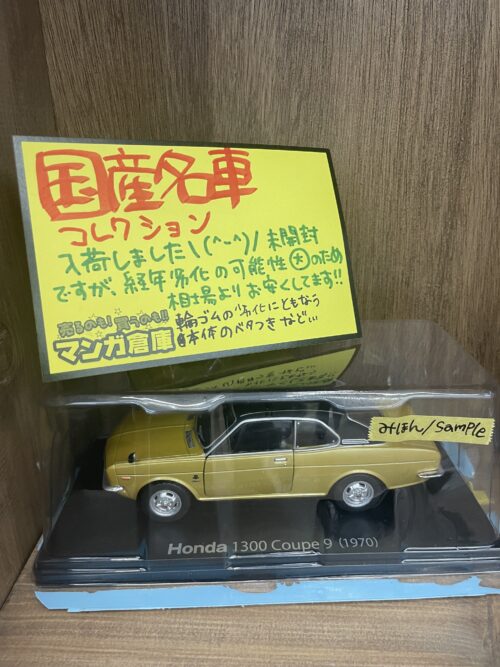 国産名車
コレクション
入荷しました\(^-^)/ 未開封
ですが、経年劣化の可能性大のため
相場よりお安くしてます!!
売るのも!買うのも!!
マンガ倉庫
輪ゴムの劣化にともなう
車体のベタつきなど…
みほん/Sample
Honda 1300 Coupe 9 (1970)